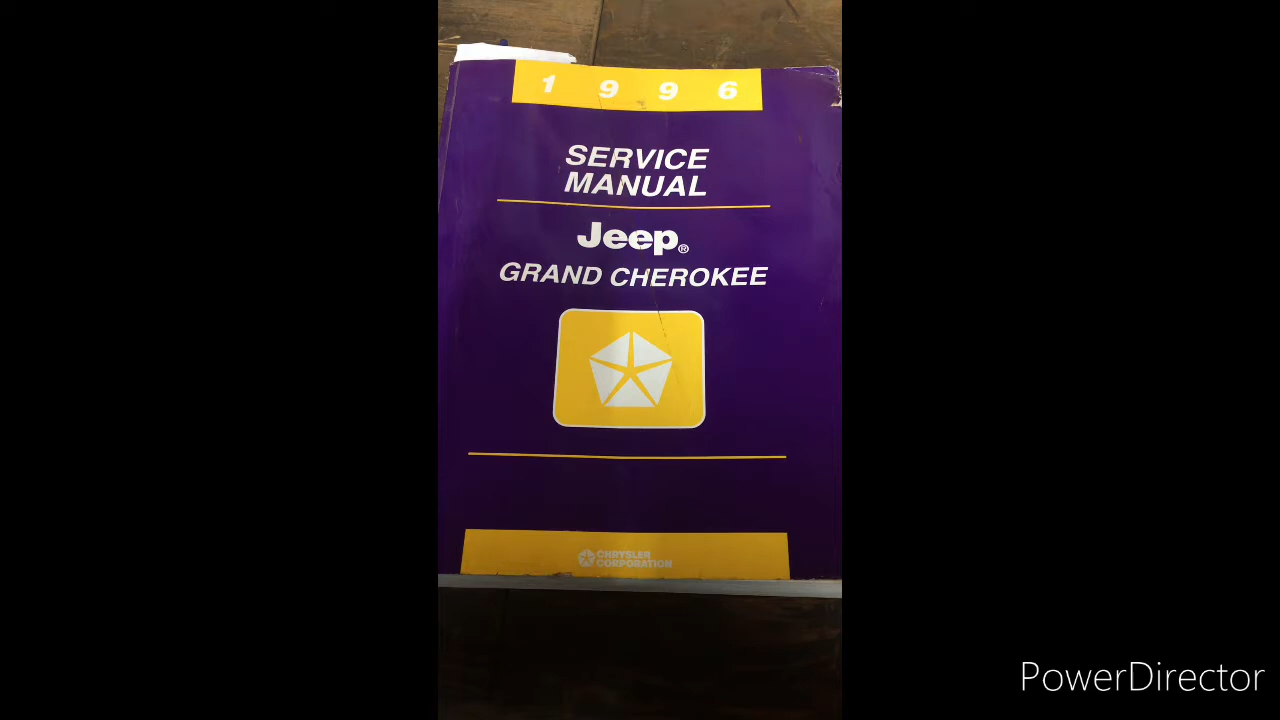 1 9 9 6
SERVICE
MANUAL
Jeep®
GRAND CHEROKEE
CHRYSLER
CORPORATION
PowerDirector